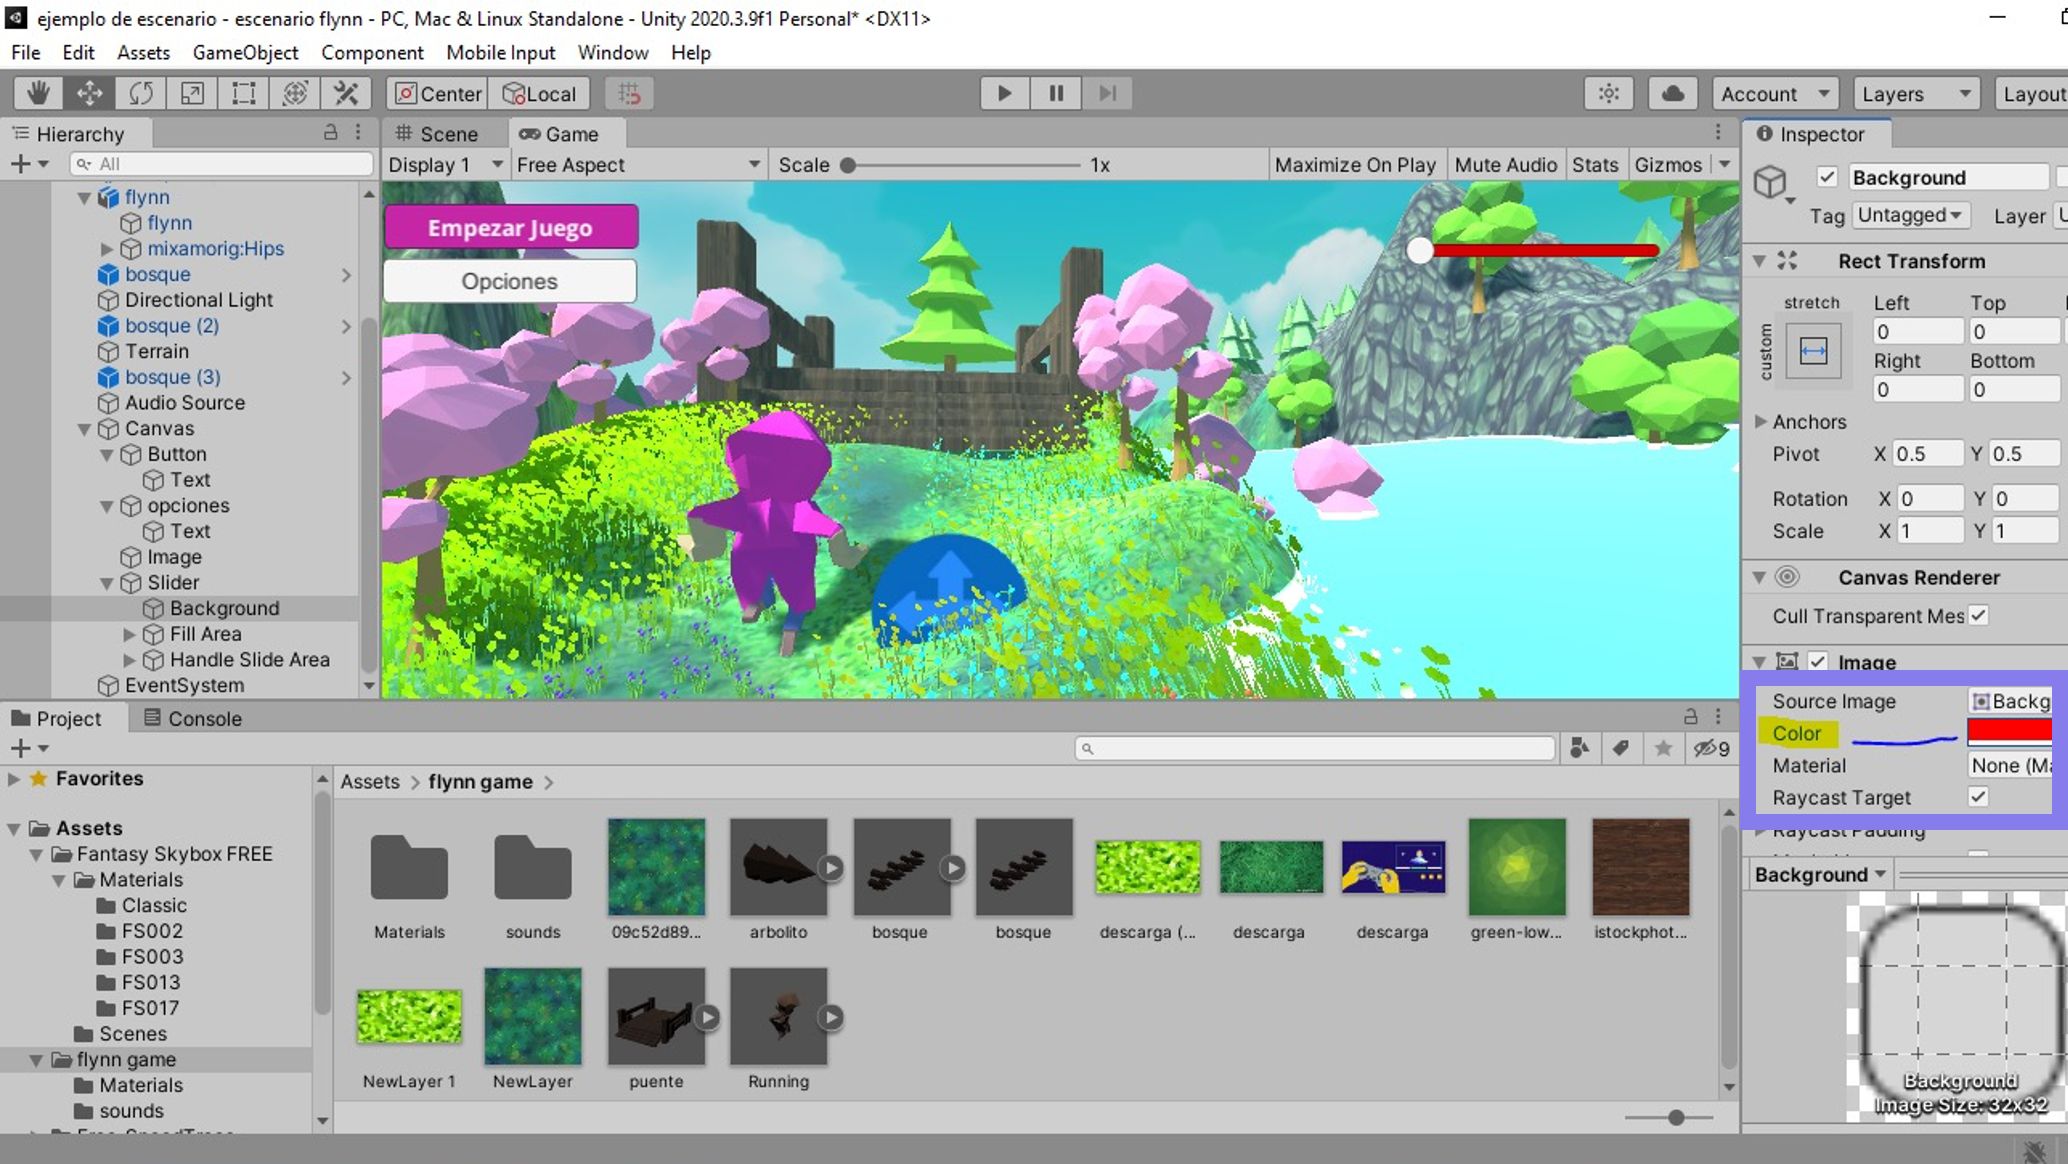 ejemplo de escenario - escenario flynn - PC, Mac & Linux Standalone - Unity 2020.3.9f1 Personal* <DX11>
File Edit Assets GameObject Component Mobile Input Window Help
Center Local Account Layers Layout
Hierarchy
All
flynn
flynn
mixamorig:Hips
bosque
Directional Light
bosque (2)
Terrain
bosque (3)
Audio Source
Canvas
Button
Text
opciones
Text
Image
Slider
Background
Fill Area
Handle Slide Area
EventSystem
Scene Game
Display 1 Free Aspect Scale 1x Maximize On Play Mute Audio Stats Gizmos
Empezar Juego
Opciones
Inspector
Background
Tag Untagged Layer
Rect Transform
stretch Left Top
custom
0 0
Right Bottom
0 0
Anchors
Pivot X 0.5 Y 0.5
Rotation X 0 Y 0
Scale X 1 Y 1
Canvas Renderer
Cull Transparent Mes
Image
Source Image Backg
Color
Material None (Ma
Raycast Target
Raycast Padding
Background
Background
Image Size: 32x32
Project Console
9
Favorites
Assets
Fantasy Skybox FREE
Materials
Classic
FS002
FS003
FS013
FS017
Scenes
flynn game
Materials
sounds
Assets > flynn game >
Materials sounds 09c52d89... arbolito bosque bosque descarga (... descarga descarga green-low... istockphot...
NewLayer 1 NewLayer puente Running